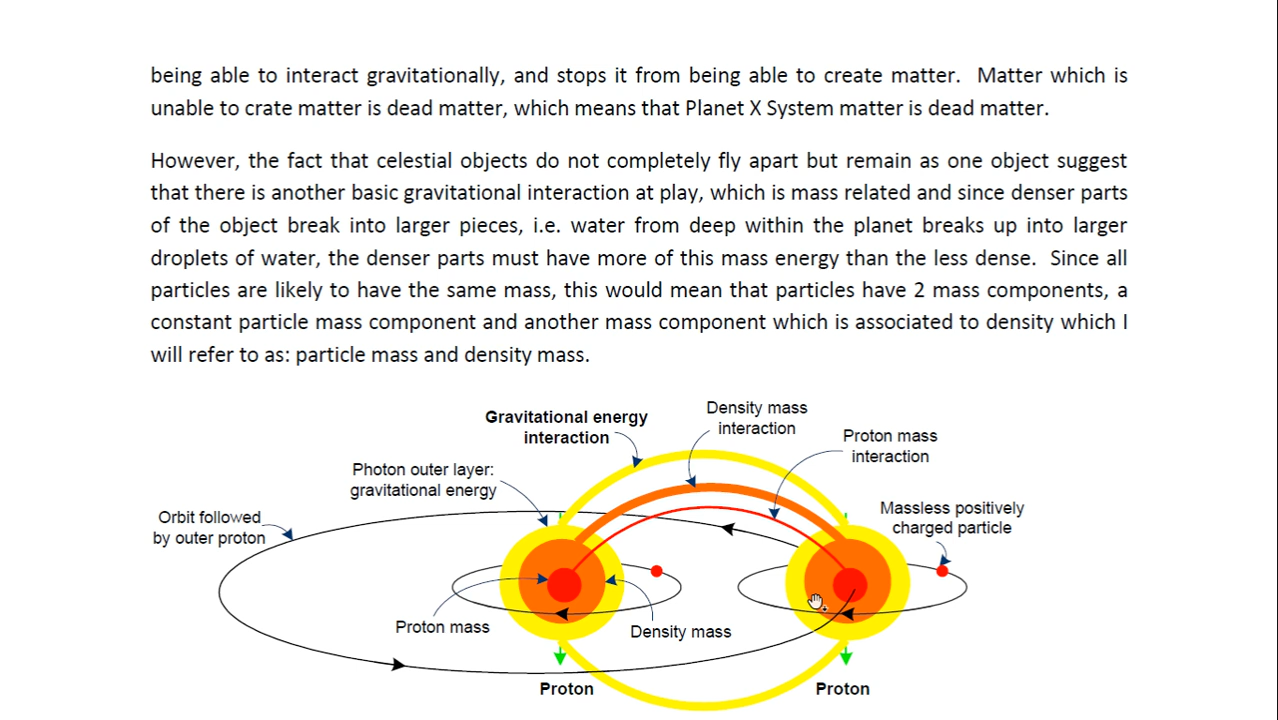 being able to interact gravitationally, and stops it from being able to create matter.  Matter which is
unable to crate matter is dead matter, which means that Planet X System matter is dead matter.
However, the fact that celestial objects do not completely fly apart but remain as one object suggest
that there is another basic gravitational interaction at play, which is mass related and since denser parts
of the object break into larger pieces, i.e. water from deep within the planet breaks up into larger
droplets of water, the denser parts must have more of this mass energy than the less dense.  Since all
particles are likely to have the same mass, this would mean that particles have 2 mass components, a
constant particle mass component and another mass component which is associated to density which I
will refer to as: particle mass and density mass.
Gravitational energy
interaction
Density mass
interaction
Proton mass
interaction
Photon outer layer:
gravitational energy
Massless positively
charged particle
Orbit followed
by outer proton
Proton mass
Density mass
Proton
Proton